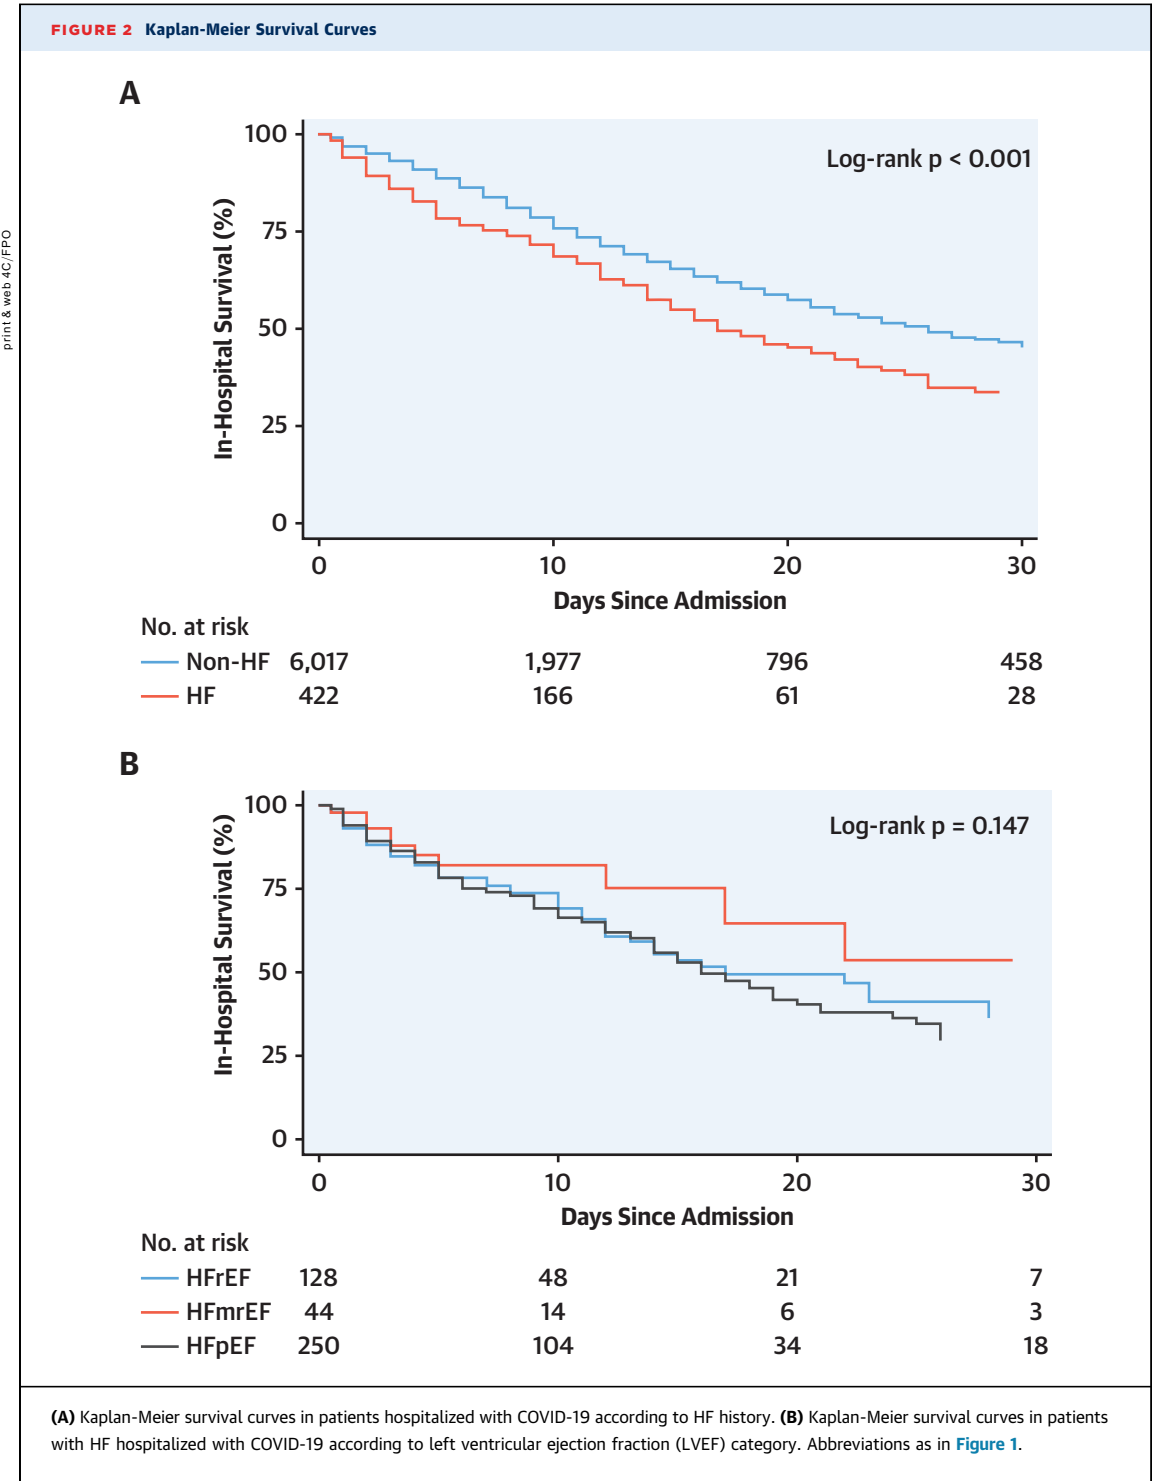 FIGURE 2 Kaplan-Meier Survival Curves
print & web 4C/FPO
A
100
75
50
25
0
In-Hospital Survival (%)
Log-rank p < 0.001
0 10 20 30
Days Since Admission
No. at risk
Non-HF 6,017 1,977 796 458
HF 422 166 61 28
B
100
75
50
25
0
In-Hospital Survival (%)
Log-rank p = 0.147
0 10 20 30
Days Since Admission
No. at risk
HFrEF 128 48 21 7
HFmrEF 44 14 6 3
HFpEF 250 104 34 18
(A) Kaplan-Meier survival curves in patients hospitalized with COVID-19 according to HF history. (B) Kaplan-Meier survival curves in patients
with HF hospitalized with COVID-19 according to left ventricular ejection fraction (LVEF) category. Abbreviations as in Figure 1.